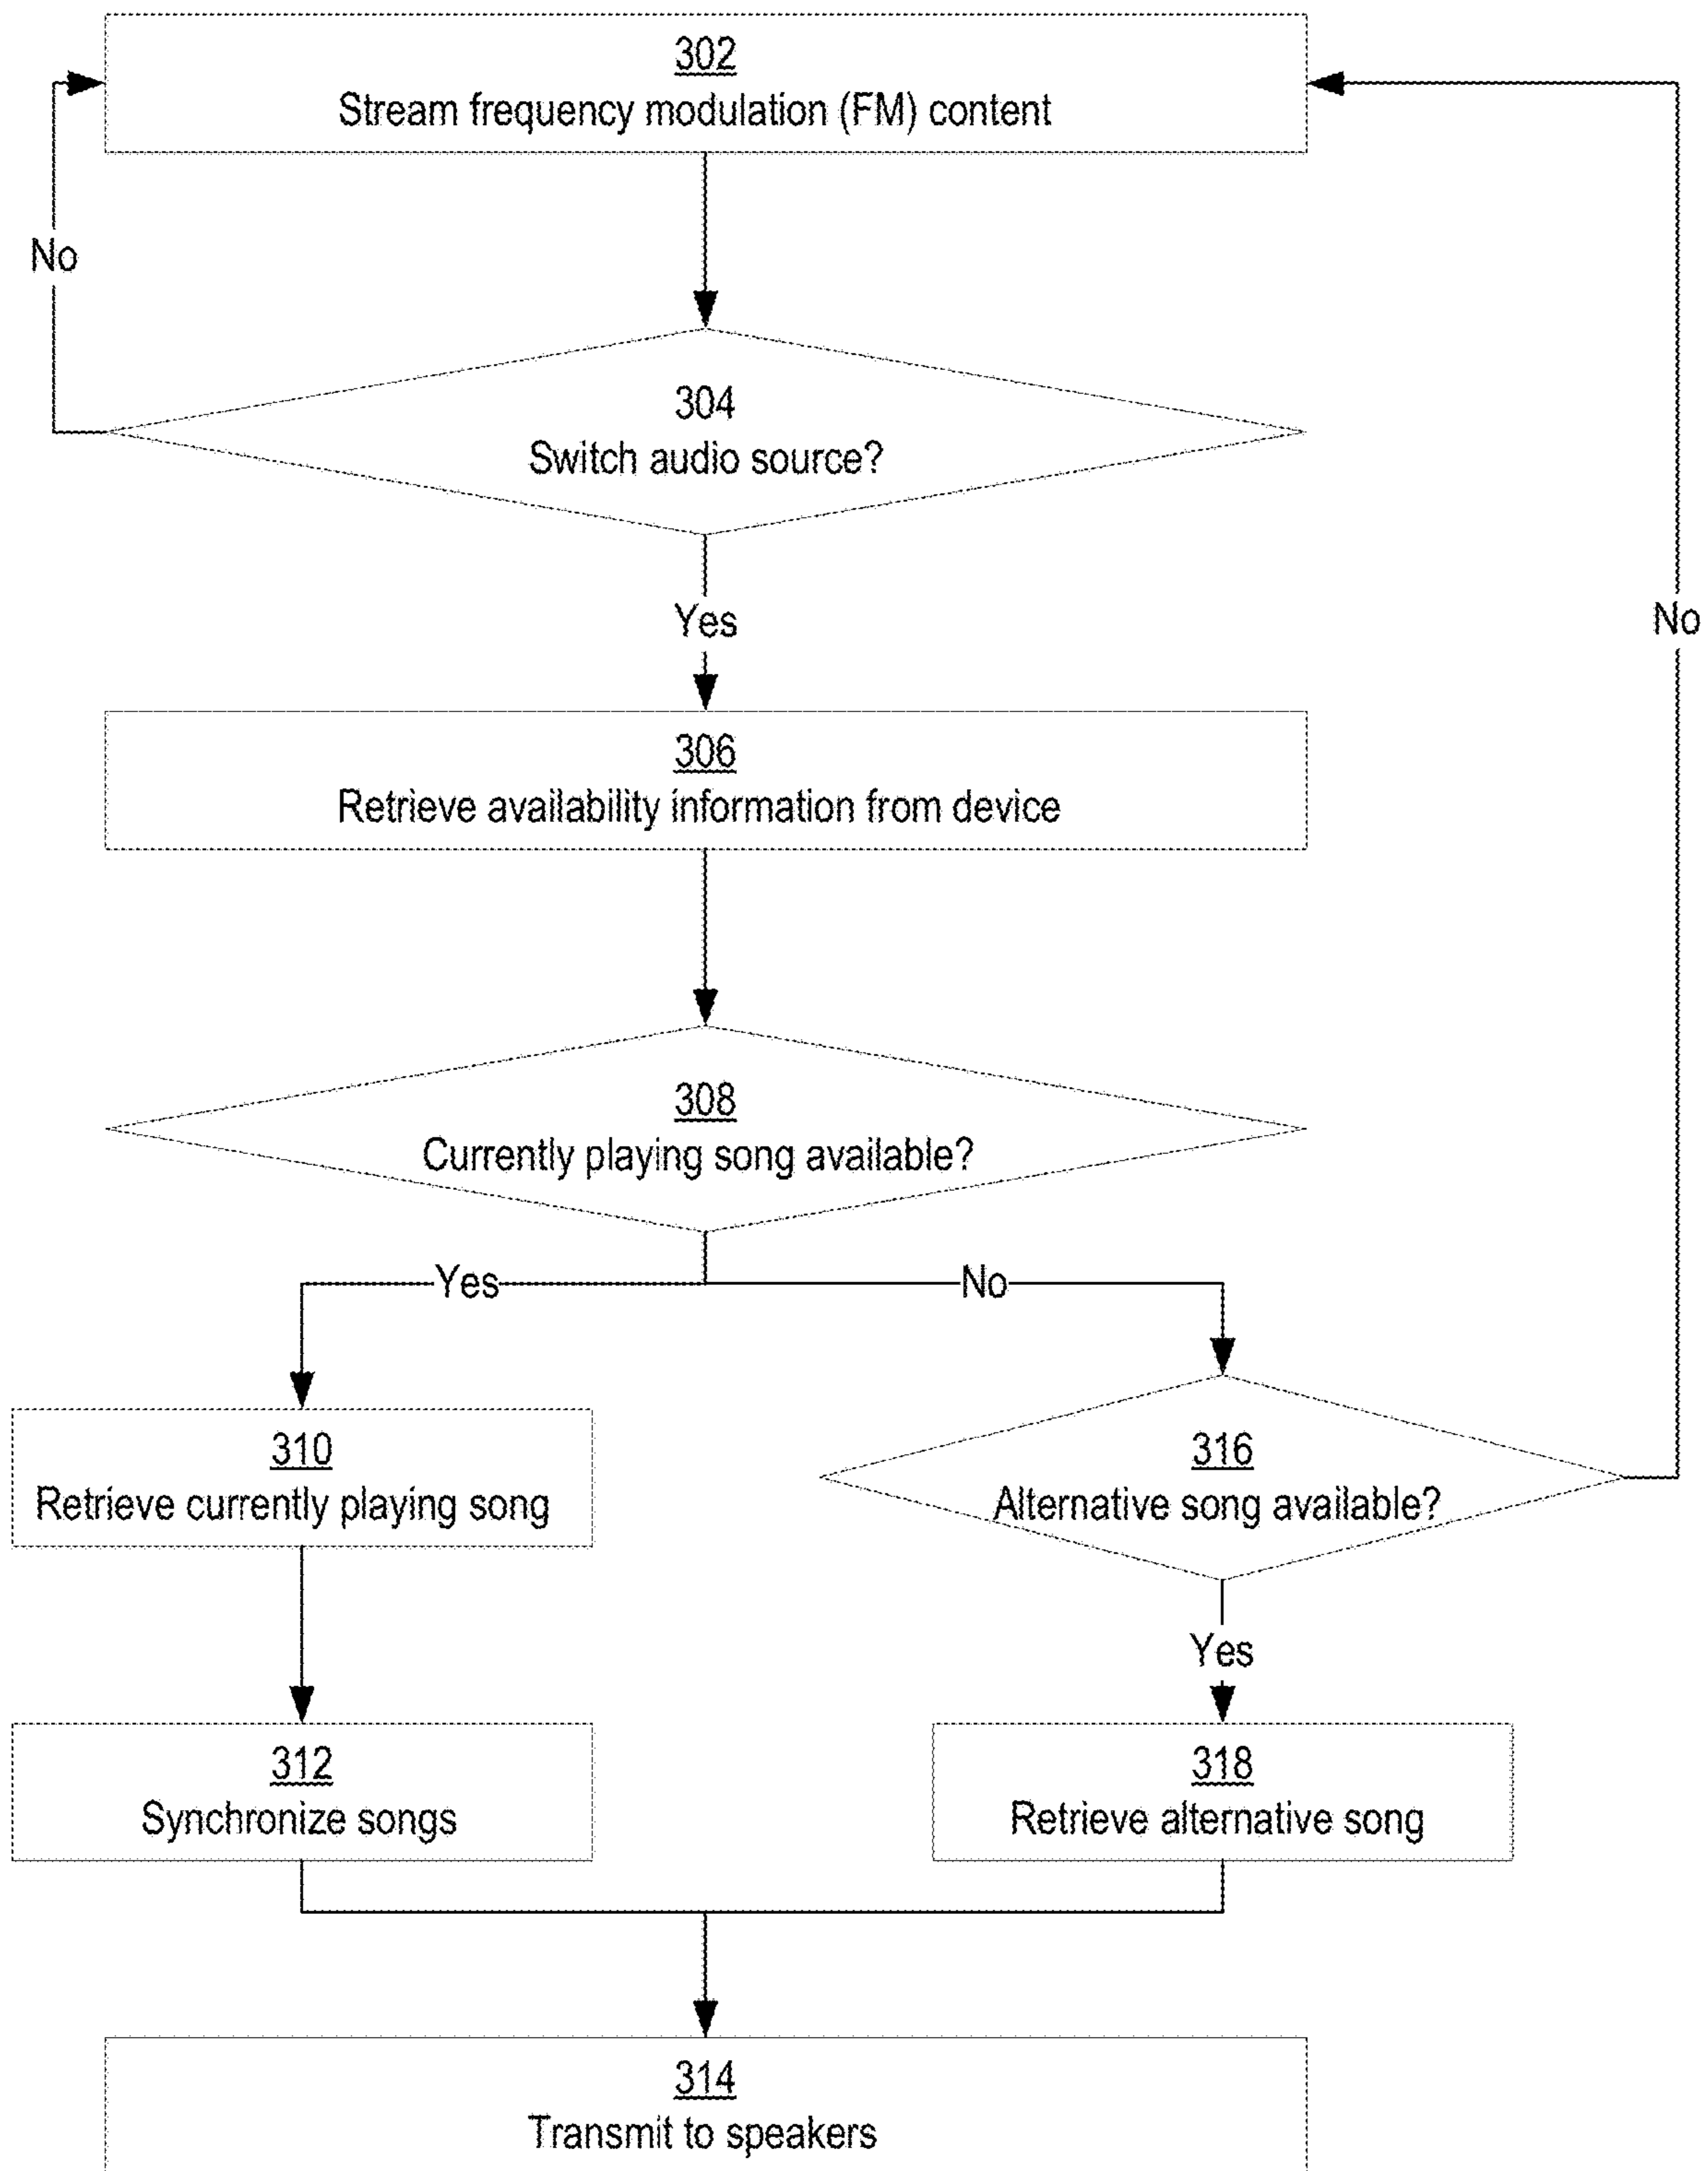 302
Stream frequency modulation (FM) content
No
304
Switch audio source?
Yes
No
306
Retrieve availability information from device
308
Currently playing song available?
Yes
No
310
Retrieve currently playing song
316
Alternative song available?
Yes
312
Synchronize songs
318
Retrieve alternative song
314
Transmit to speakers